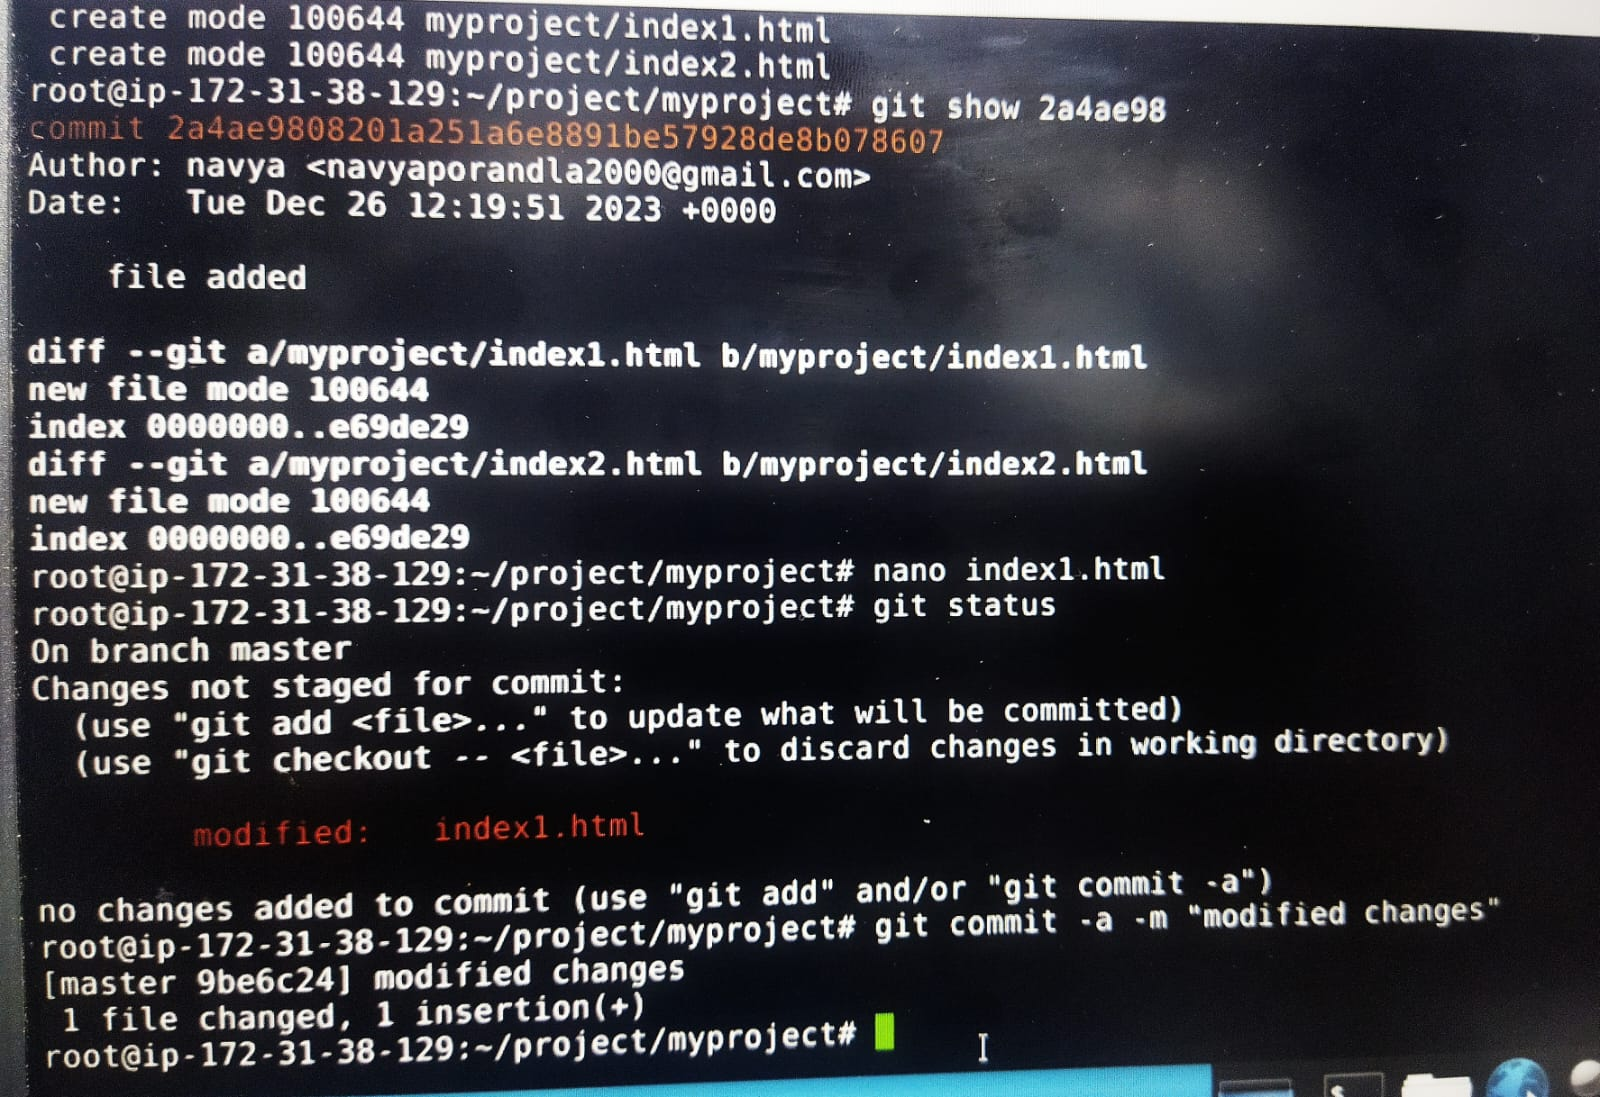 create mode 100644 myproject/index1.html
create mode 100644 myproject/index2.html
root@ip-172-31-38-129:~/project/myproject# git show 2a4ae98
commit 2a4ae9808201a251a6e8891be57928de8b078607
Author: navya <navyaporandla2000@gmail.com>
Date:   Tue Dec 26 12:19:51 2023 +0000
file added
diff --git a/myproject/index1.html b/myproject/index1.html
new file mode 100644
index 0000000..e69de29
diff --git a/myproject/index2.html b/myproject/index2.html
new file mode 100644
index 0000000..e69de29
root@ip-172-31-38-129:~/project/myproject# nano index1.html
root@ip-172-31-38-129:~/project/myproject# git status
On branch master
Changes not staged for commit:
(use "git add <file>..." to update what will be committed)
(use "git checkout -- <file>..." to discard changes in working directory)
modified:   index1.html
no changes added to commit (use "git add" and/or "git commit -a")
root@ip-172-31-38-129:~/project/myproject# git commit -a -m "modified changes"
[master 9be6c24] modified changes
1 file changed, 1 insertion(+)
root@ip-172-31-38-129:~/project/myproject#